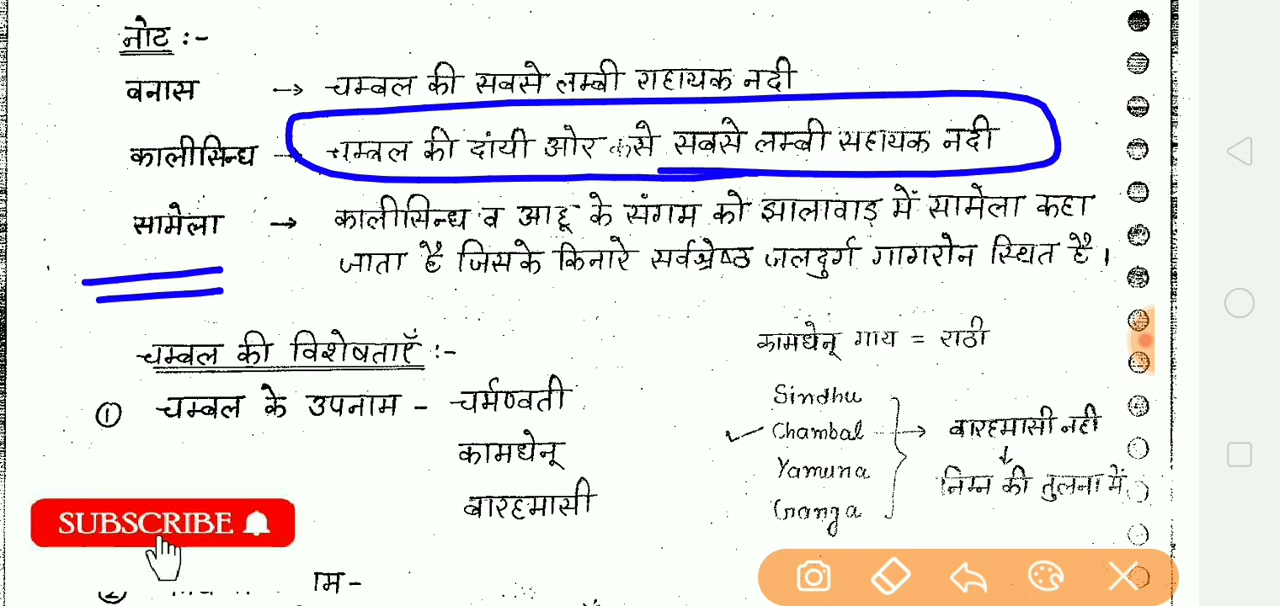 नोट :-
बनास → चम्बल की सबसे लम्बी सहायक नदी
कालीसिन्ध → चम्बल की दांयी ओर से सबसे लम्बी सहायक नदी
सामेला → कालीसिन्ध व आहू के संगम को झालावाड़ में सामेला कहा
जाता है जिसके किनारे सर्वश्रेष्ठ जलदुर्ग गागरोन स्थित है।
चम्बल की विशेषताएँ :-
कामधेनू गाय = राठी
① चम्बल के उपनाम - चर्मण्वती
कामधेनू
बारहमासी
Sindhu
Chambal → बारहमासी नदी
Yamuna
Ganga
↓
निम्न की तुलना में
SUBSCRIBE
②